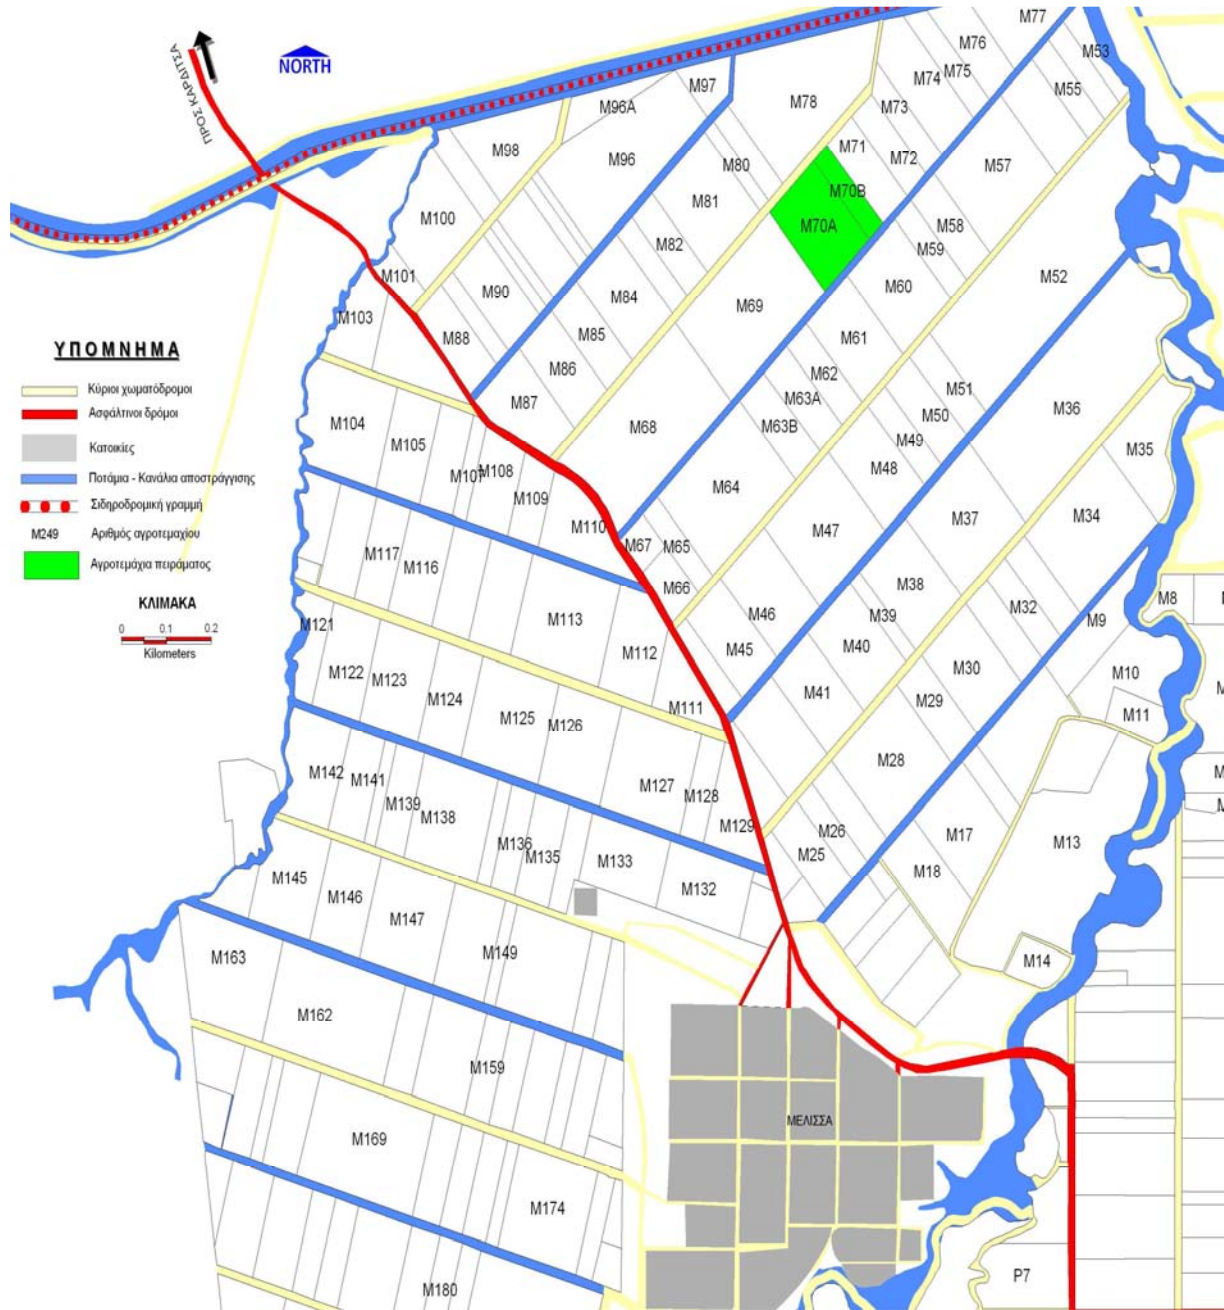 ΠΡΟΣ ΚΑΡΔΙΤΣΑ
NORTH
M77
M76
M53
M75
M74
M55
M97
M96A
M78
M73
M98
M96
M71
M72
M57
M80
M70B
M81
M70A
M58
M100
M82
M59
M52
M101
M90
M84
M60
M69
M103
M88
M85
M61
M86
M62
M51
M63A
M50
M36
M87
M68
M63B
M49
M104
M105
M35
M107
M108
M48
M109
M64
M37
M34
M110
M47
M67
M65
M117
M116
M66
M38
M39
M32
M8
M113
M46
M9
M121
M45
M40
M112
M30
M10
M122
M123
M41
M29
M111
M11
M124
M125
M126
M28
M142
M141
M127
M128
M139
M138
M129
M26
M17
M13
M136
M135
M133
M25
M18
M132
M145
M146
M147
M149
M163
M14
M162
M159
M169
M174
M180
P7
ΜΕΛΙΣΣΑ
ΥΠΟΜΝΗΜΑ
Κύριοι χωματόδρομοι
Ασφάλτινοι δρόμοι
Κατοικίες
Ποτάμια - Κανάλια αποστράγγισης
Σιδηροδρομική γραμμή
M249 Αριθμός αγροτεμαχίου
Αγροτεμάχια πειράματος
ΚΛΙΜΑΚΑ
0 0.1 0.2
Kilometers